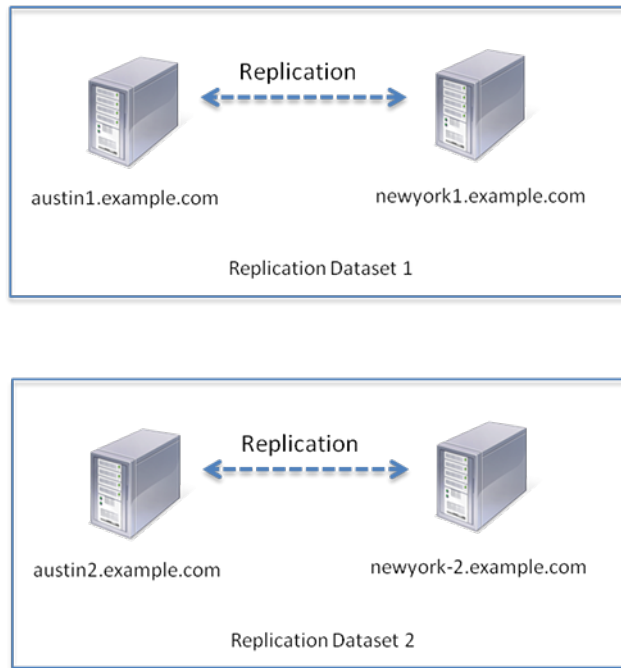 Replication
austin1.example.com
newyork1.example.com
Replication Dataset 1
Replication
austin2.example.com
newyork-2.example.com
Replication Dataset 2